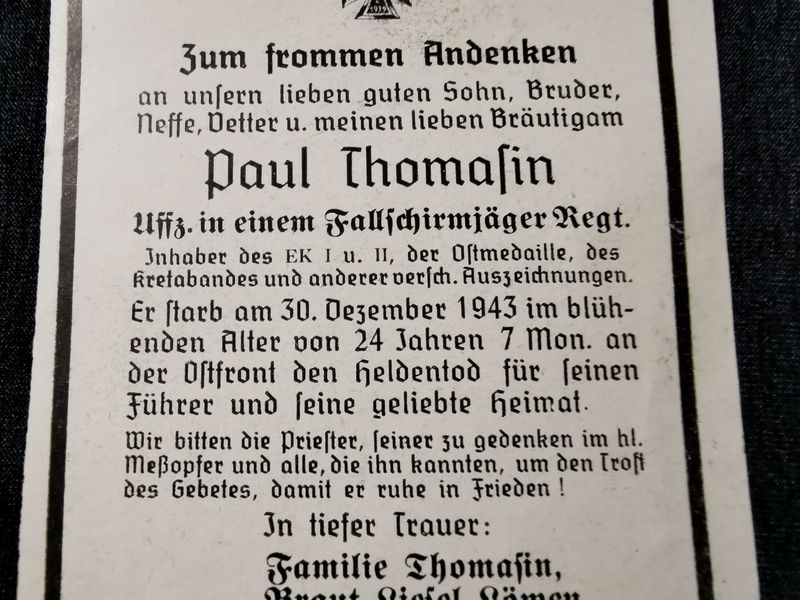 1939
Zum frommen Andenken
an unſern lieben guten Sohn, Bruder,
Neffe, Vetter u. meinen lieben Bräutigam
Paul Thomaſin
Uffz. in einem Fallſchirmjäger Regt.
Inhaber des EK I u. II, der Oſtmedaille, des
Kretabandes und anderer verſch. Auszeichnungen.
Er ſtarb am 30. Dezember 1943 im blüh-
enden Alter von 24 Jahren 7 Mon. an
der Oſtfront den Heldentod für ſeinen
Führer und ſeine geliebte Heimat.
Wir bitten die Prieſter, ſeiner zu gedenken im hl.
Meßopfer und alle, die ihn kannten, um den Troſt
des Gebetes, damit er ruhe in Frieden!
In tiefer Trauer:
Familie Thomaſin,
Braut Lieſel